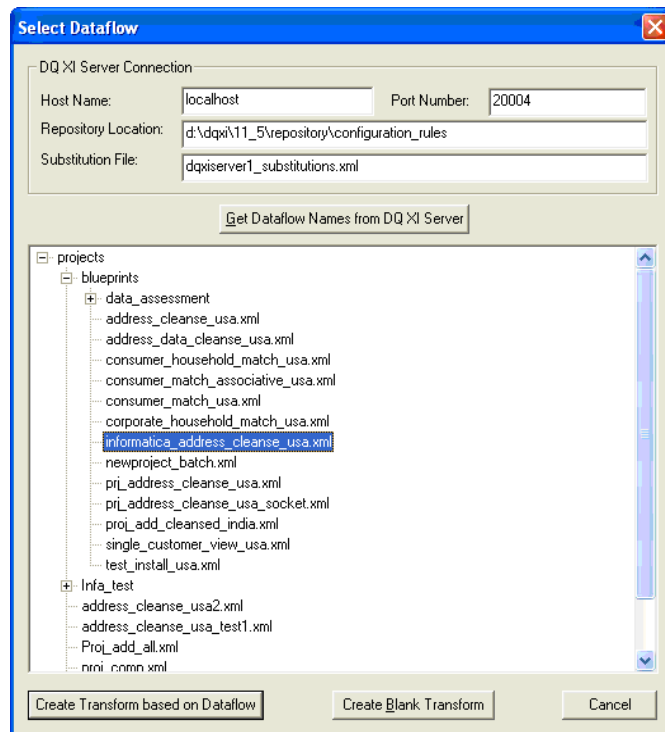 Select Dataflow
DQ XI Server Connection
Host Name: localhost Port Number: 20004
Repository Location: d:\dqxi\11_5\repository\configuration_rules
Substitution File: dqxiserver1_substitutions.xml
Get Dataflow Names from DQ XI Server
projects
blueprints
data_assessment
address_cleanse_usa.xml
address_data_cleanse_usa.xml
consumer_household_match_usa.xml
consumer_match_associative_usa.xml
consumer_match_usa.xml
corporate_household_match_usa.xml
informatica_address_cleanse_usa.xml
newproject_batch.xml
prj_address_cleanse_usa.xml
prj_address_cleanse_usa_socket.xml
proj_add_cleansed_india.xml
single_customer_view_usa.xml
test_install_usa.xml
Infa_test
address_cleanse_usa2.xml
address_cleanse_usa_test1.xml
Proj_add_all.xml
proj_comp.xml
Create Transform based on Dataflow Create Blank Transform Cancel